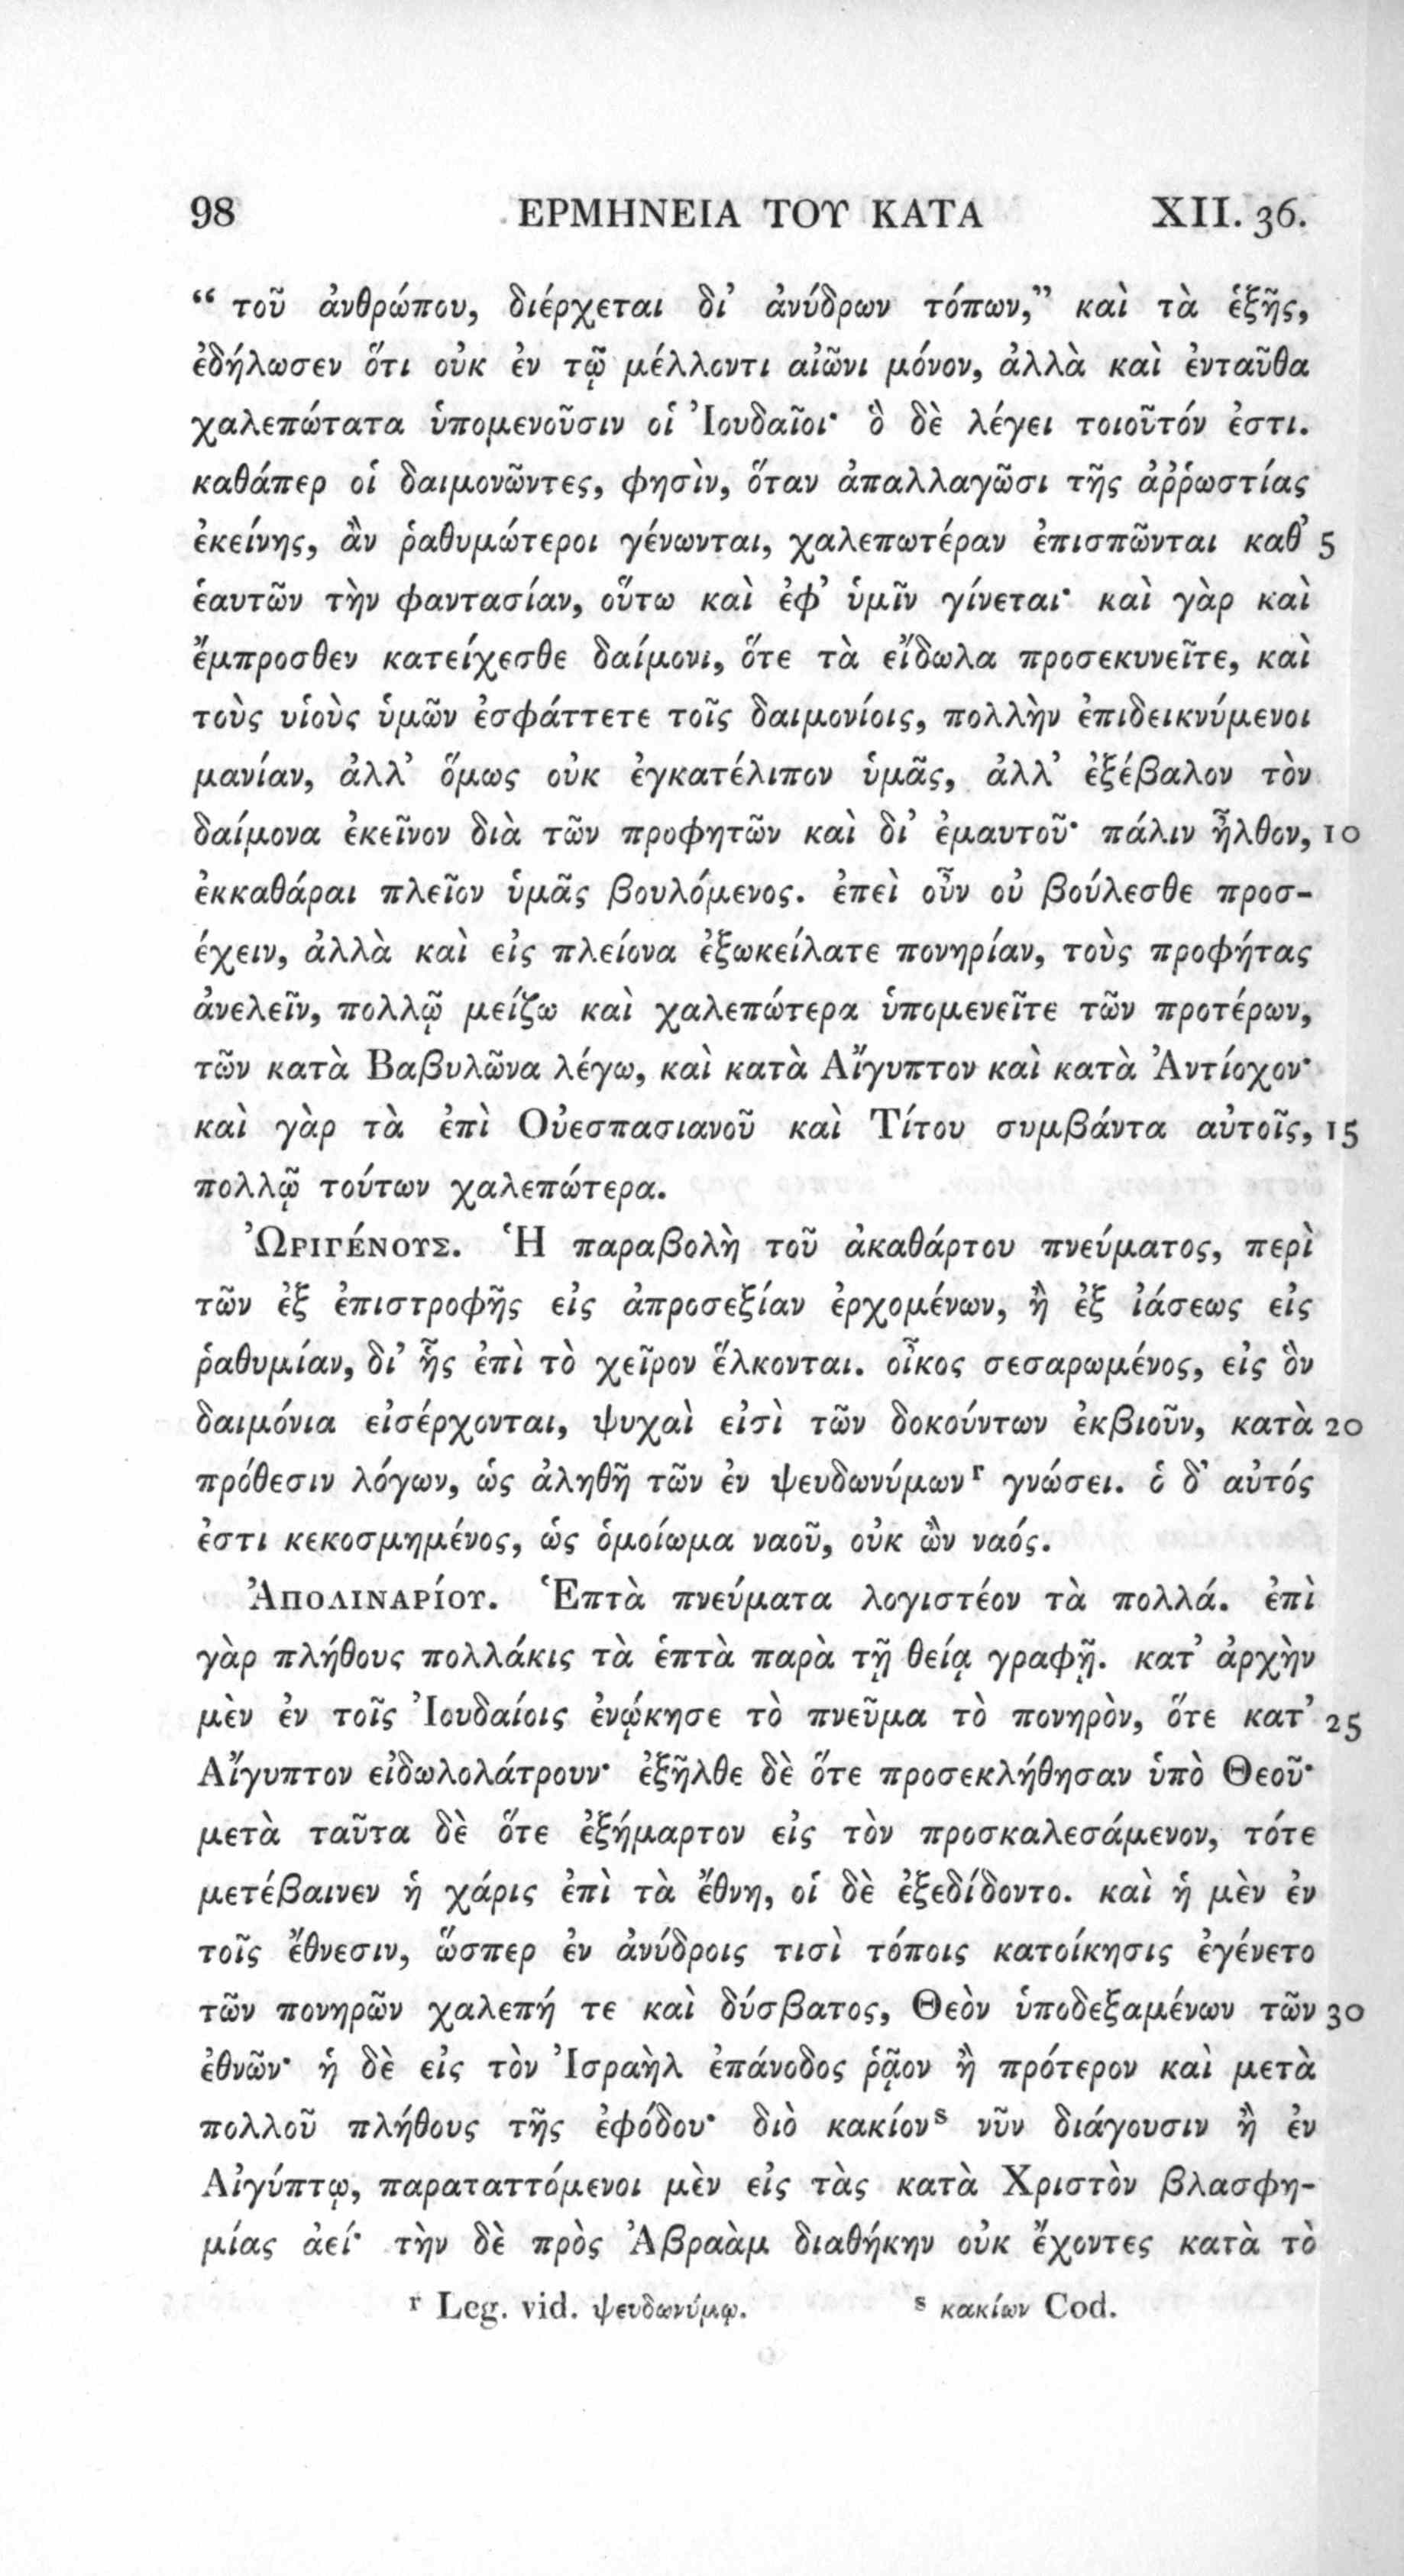 98 ΕΡΜΗΝΕΙΑ ΤΟΥ ΚΑΤΑ XII. 36.
“ τοῦ ἀνθρώπου, διέρχεται δι’ ἀνύδρων τόπων,” καὶ τὰ ἑξῆς,
ἐδήλωσεν ὅτι οὐκ ἐν τῷ μέλλοντι αἰῶνι μόνον, ἀλλὰ καὶ ἐνταῦθα
χαλεπώτατα ὑπομενοῦσιν οἱ Ἰουδαῖοι· ὃ δὲ λέγει τοιοῦτόν ἐστι.
καθάπερ οἱ δαιμονῶντες, φησὶν, ὅταν ἀπαλλαγῶσι τῆς ἀῤῥωστίας
ἐκείνης, ἂν ῥαθυμώτεροι γένωνται, χαλεπωτέραν ἐπισπῶνται καθ’ 5
ἑαυτῶν τὴν φαντασίαν, οὕτω καὶ ἐφ’ ὑμῖν γίνεται· καὶ γὰρ καὶ
ἔμπροσθεν κατείχεσθε δαίμονι, ὅτε τὰ εἴδωλα προσεκυνεῖτε, καὶ
τοὺς υἱοὺς ὑμῶν ἐσφάττετε τοῖς δαιμονίοις, πολλὴν ἐπιδεικνύμενοι
μανίαν, ἀλλ’ ὅμως οὐκ ἐγκατέλιπον ὑμᾶς, ἀλλ’ ἐξέβαλον τὸν
δαίμονα ἐκεῖνον διὰ τῶν προφητῶν καὶ δι’ ἐμαυτοῦ· πάλιν ἦλθον, 10
ἐκκαθάραι πλεῖον ὑμᾶς βουλόμενος. ἐπεὶ οὖν οὐ βούλεσθε προσ-
έχειν, ἀλλὰ καὶ εἰς πλείονα ἐξωκείλατε πονηρίαν, τοὺς προφήτας
ἀνελεῖν, πολλῷ μείζω καὶ χαλεπώτερα ὑπομενεῖτε τῶν προτέρων,
τῶν κατὰ Βαβυλῶνα λέγω, καὶ κατὰ Αἴγυπτον καὶ κατὰ Ἀντίοχον·
καὶ γὰρ τὰ ἐπὶ Οὐεσπασιανοῦ καὶ Τίτου συμβάντα αὐτοῖς, 15
πολλῷ τούτων χαλεπώτερα.
Ὠριγένους. Ἡ παραβολὴ τοῦ ἀκαθάρτου πνεύματος, περὶ
τῶν ἐξ ἐπιστροφῆς εἰς ἀπροσεξίαν ἐρχομένων, ἢ ἐξ ἰάσεως εἰς
ῥαθυμίαν, δι’ ἧς ἐπὶ τὸ χεῖρον ἕλκονται. οἶκος σεσαρωμένος, εἰς ὃν
δαιμόνια εἰσέρχονται, ψυχαὶ εἰσὶ τῶν δοκούντων ἐκβιοῦν, κατὰ 20
πρόθεσιν λόγων, ὡς ἀληθῆ τῶν ἐν ψευδωνύμων r γνώσει. ὁ δ’ αὐτός
ἐστι κεκοσμημένος, ὡς ὁμοίωμα ναοῦ, οὐκ ὢν ναός.
Ἀπολιναρίου. Ἑπτὰ πνεύματα λογιστέον τὰ πολλά. ἐπὶ
γὰρ πλήθους πολλάκις τὰ ἑπτὰ παρὰ τῇ θείᾳ γραφῇ. κατ’ ἀρχὴν
μὲν ἐν τοῖς Ἰουδαίοις ἐνῴκησε τὸ πνεῦμα τὸ πονηρὸν, ὅτε κατ’ 25
Αἴγυπτον εἰδωλολάτρουν· ἐξῆλθε δὲ ὅτε προσεκλήθησαν ὑπὸ Θεοῦ·
μετὰ ταῦτα δὲ ὅτε ἐξήμαρτον εἰς τὸν προσκαλεσάμενον, τότε
μετέβαινεν ἡ χάρις ἐπὶ τὰ ἔθνη, οἱ δὲ ἐξεδίδοντο. καὶ ἡ μὲν ἐν
τοῖς ἔθνεσιν, ὥσπερ ἐν ἀνύδροις τισὶ τόποις κατοίκησις ἐγένετο
τῶν πονηρῶν χαλεπή τε καὶ δύσβατος, Θεὸν ὑποδεξαμένων τῶν 30
ἐθνῶν· ἡ δὲ εἰς τὸν Ἰσραὴλ ἐπάνοδος ῥᾷον ἢ πρότερον καὶ μετὰ
πολλοῦ πλήθους τῆς ἐφόδου· διὸ κακίον s νῦν διάγουσιν ἢ ἐν
Αἰγύπτῳ, παραταττόμενοι μὲν εἰς τὰς κατὰ Χριστὸν βλασφη-
μίας ἀεί· τὴν δὲ πρὸς Ἀβραὰμ διαθήκην οὐκ ἔχοντες κατὰ τὸ
r Leg. vid. ψευδωνύμῳ. s κακίων Cod.